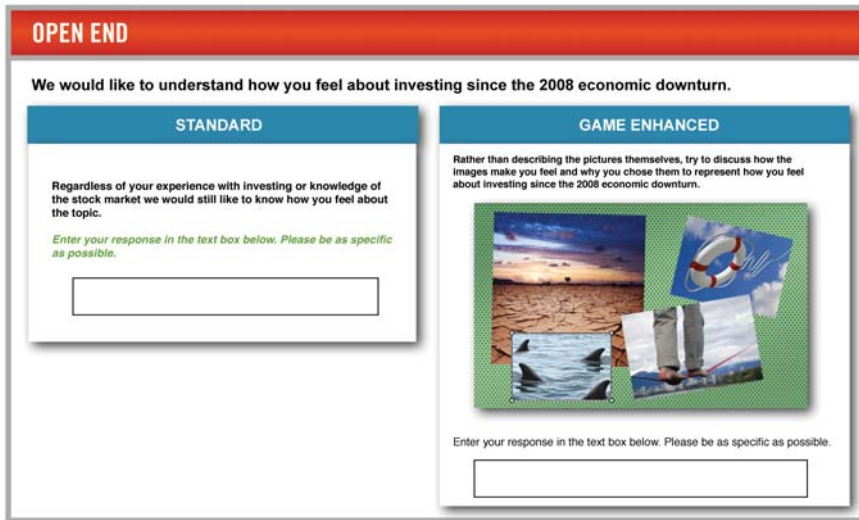 OPEN END
We would like to understand how you feel about investing since the 2008 economic downturn.
STANDARD
Regardless of your experience with investing or knowledge of
the stock market we would still like to know how you feel about
the topic.
Enter your response in the text box below. Please be as specific
as possible.
GAME ENHANCED
Rather than describing the pictures themselves, try to discuss how the
images make you feel and why you chose them to represent how you feel
about investing since the 2008 economic downturn.
Enter your response in the text box below. Please be as specific as possible.